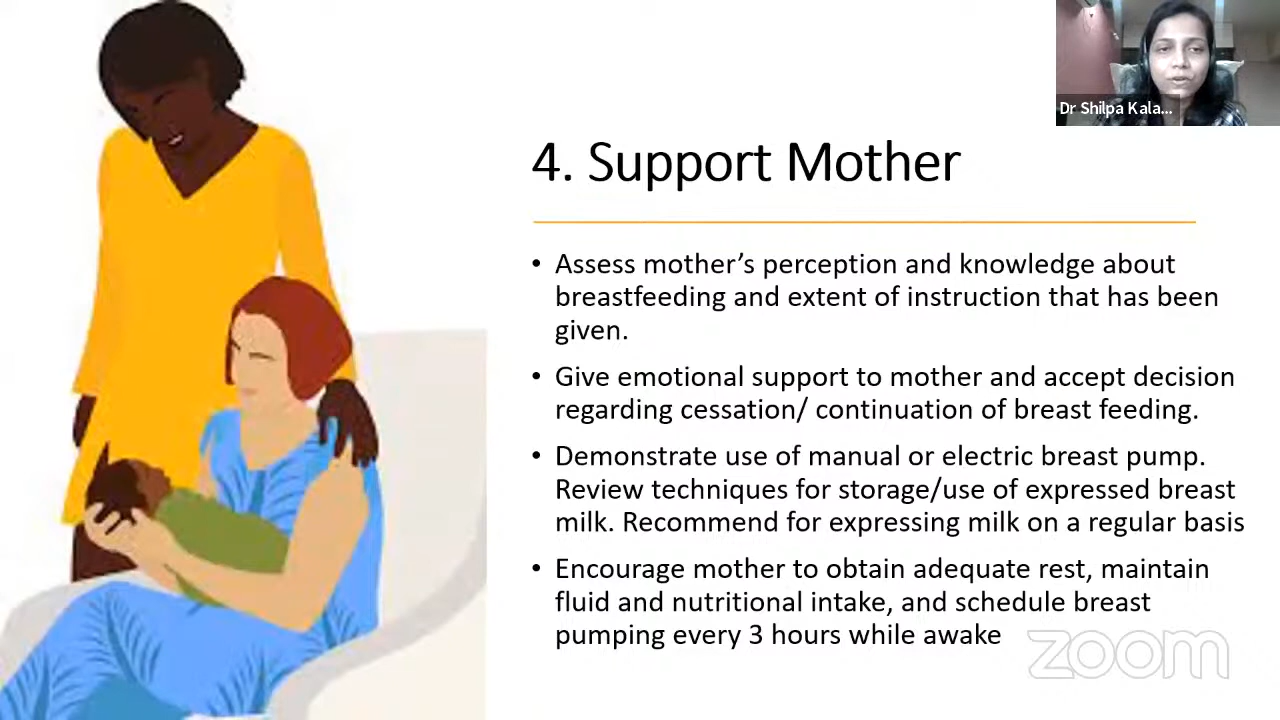 Dr Shilpa Kala...
4. Support Mother
• Assess mother’s perception and knowledge about
breastfeeding and extent of instruction that has been
given.
• Give emotional support to mother and accept decision
regarding cessation/ continuation of breast feeding.
• Demonstrate use of manual or electric breast pump.
Review techniques for storage/use of expressed breast
milk. Recommend for expressing milk on a regular basis
• Encourage mother to obtain adequate rest, maintain
fluid and nutritional intake, and schedule breast
pumping every 3 hours while awake
zoom